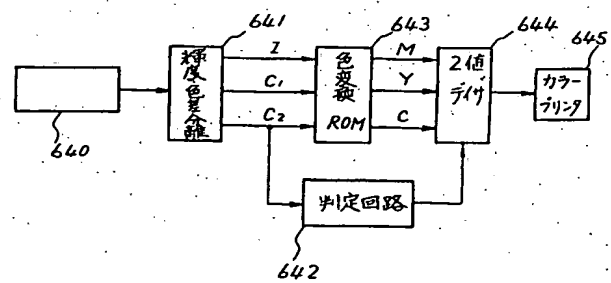 641
643
644
645
640
輝度色差分離
I
C1
C2
色変換
ROM
M
Y
C
2値
ディザ
カラー
プリンタ
判定回路
642